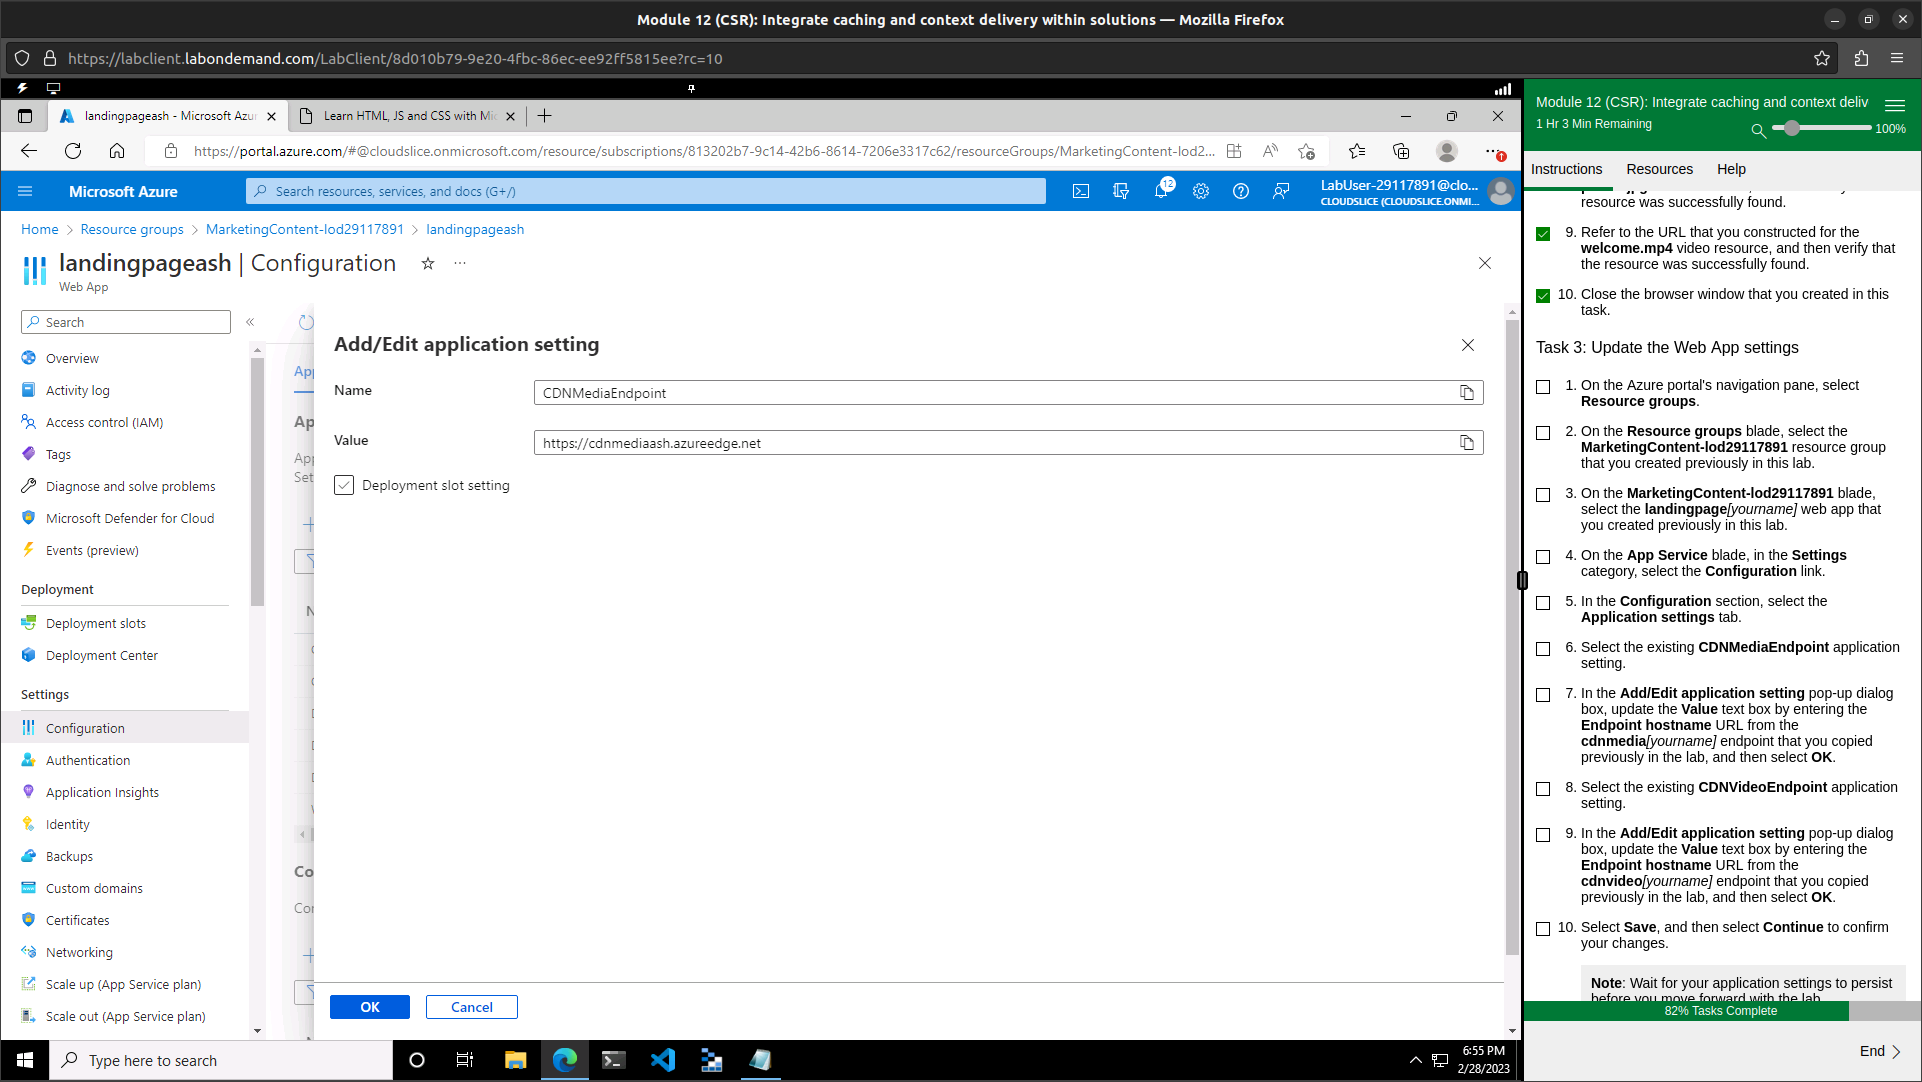 Module 12 (CSR): Integrate caching and context delivery within solutions — Mozilla Firefox
https://labclient.labondemand.com/LabClient/8d010b79-9e20-4fbc-86ec-ee92ff5815ee?rc=10
landingpageash - Microsoft Azur
Learn HTML, JS and CSS with Mic
https://portal.azure.com/#@cloudslice.onmicrosoft.com/resource/subscriptions/813202b7-9c14-42b6-8614-7206e3317c62/resourceGroups/MarketingContent-lod2...
Microsoft Azure
Search resources, services, and docs (G+/)
12
LabUser-29117891@clo...
CLOUDSLICE (CLOUDSLICE.ONMI...
Home > Resource groups > MarketingContent-lod29117891 > landingpageash
landingpageash | Configuration
Web App
Search
Overview
Activity log
Access control (IAM)
Tags
Diagnose and solve problems
Microsoft Defender for Cloud
Events (preview)
Deployment
Deployment slots
Deployment Center
Settings
Configuration
Authentication
Application Insights
Identity
Backups
Custom domains
Certificates
Networking
Scale up (App Service plan)
Scale out (App Service plan)
App
Ap
App
Set
Co
Con
Add/Edit application setting
Name
CDNMediaEndpoint
Value
https://cdnmediaash.azureedge.net
Deployment slot setting
OK
Cancel
Type here to search
6:55 PM
2/28/2023
Module 12 (CSR): Integrate caching and context deliv
1 Hr 3 Min Remaining
100%
Instructions
Resources
Help
resource was successfully found.
9. Refer to the URL that you constructed for the
welcome.mp4 video resource, and then verify that
the resource was successfully found.
10. Close the browser window that you created in this
task.
Task 3: Update the Web App settings
1. On the Azure portal's navigation pane, select
Resource groups.
2. On the Resource groups blade, select the
MarketingContent-lod29117891 resource group
that you created previously in this lab.
3. On the MarketingContent-lod29117891 blade,
select the landingpage[yourname] web app that
you created previously in this lab.
4. On the App Service blade, in the Settings
category, select the Configuration link.
5. In the Configuration section, select the
Application settings tab.
6. Select the existing CDNMediaEndpoint application
setting.
7. In the Add/Edit application setting pop-up dialog
box, update the Value text box by entering the
Endpoint hostname URL from the
cdnmedia[yourname] endpoint that you copied
previously in the lab, and then select OK.
8. Select the existing CDNVideoEndpoint application
setting.
9. In the Add/Edit application setting pop-up dialog
box, update the Value text box by entering the
Endpoint hostname URL from the
cdnvideo[yourname] endpoint that you copied
previously in the lab, and then select OK.
10. Select Save, and then select Continue to confirm
your changes.
Note: Wait for your application settings to persist
before you move forward with the lab
82% Tasks Complete
End